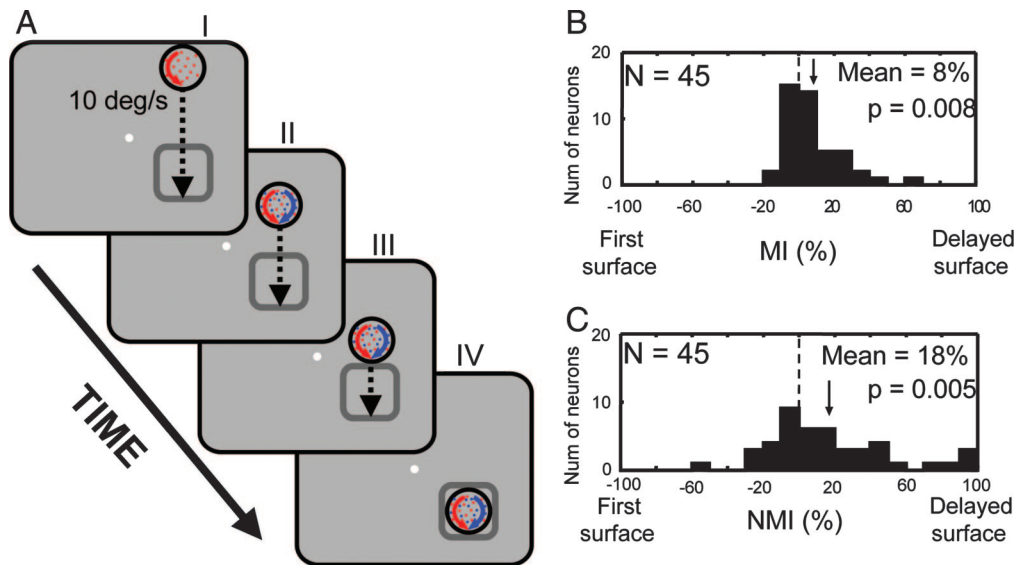 A
I
10 deg/s
II
III
IV
TIME
B
20
10
0
Num of neurons
N = 45
Mean = 8%
p = 0.008
-100 -60 -20 20 60 100
First surface
MI (%)
Delayed surface
C
20
10
0
Num of neurons
N = 45
Mean = 18%
p = 0.005
-100 -60 -20 20 60 100
First surface
NMI (%)
Delayed surface